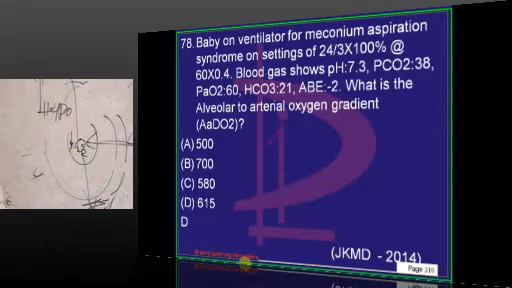 78. Baby on ventilator for meconium aspiration
syndrome on settings of 24/3X100% @
60X0.4. Blood gas shows pH:7.3, PCO2:38,
PaO2:60, HCO3:21, ABE:-2. What is the
Alveolar to arterial oxygen gradient
(AaDO2)?
(A) 500
(B) 700
(C) 580
(D) 615
D
(JKMD - 2014)
Page 310
Hypo